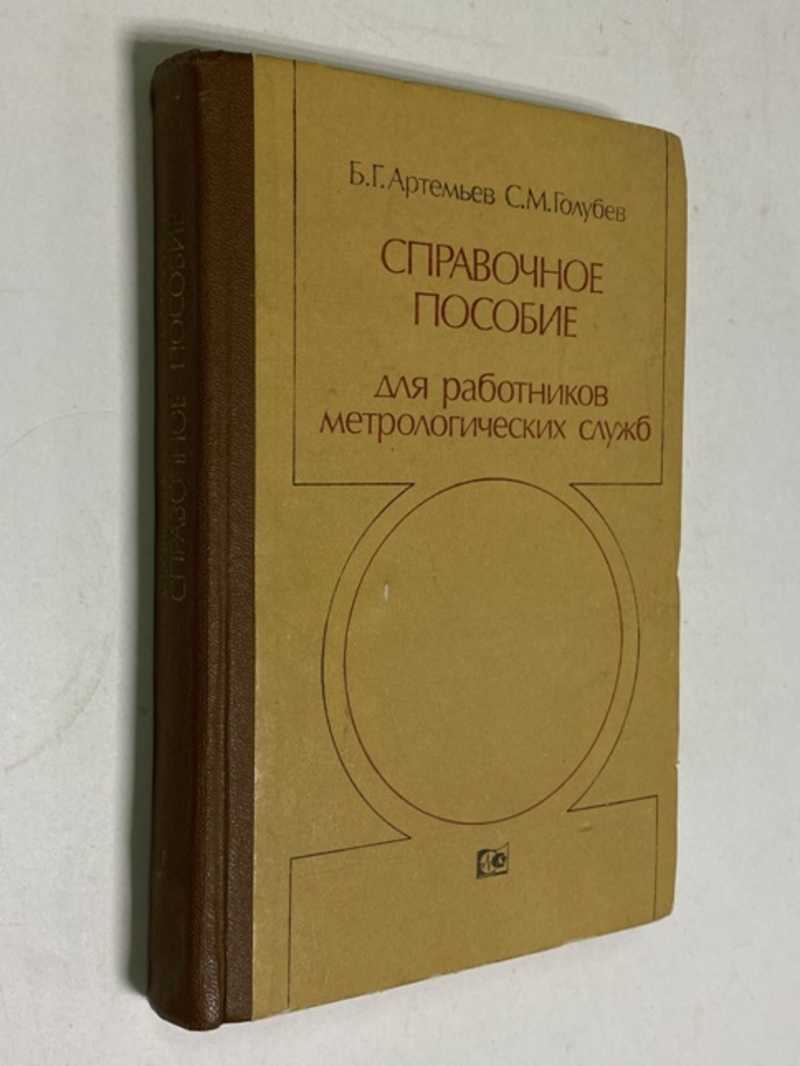 Б.Г.Артемьев С.М.Голубев
СПРАВОЧНОЕ
ПОСОБИЕ
для работников
метрологических служб
СПРАВОЧНОЕ ПОСОБИЕ